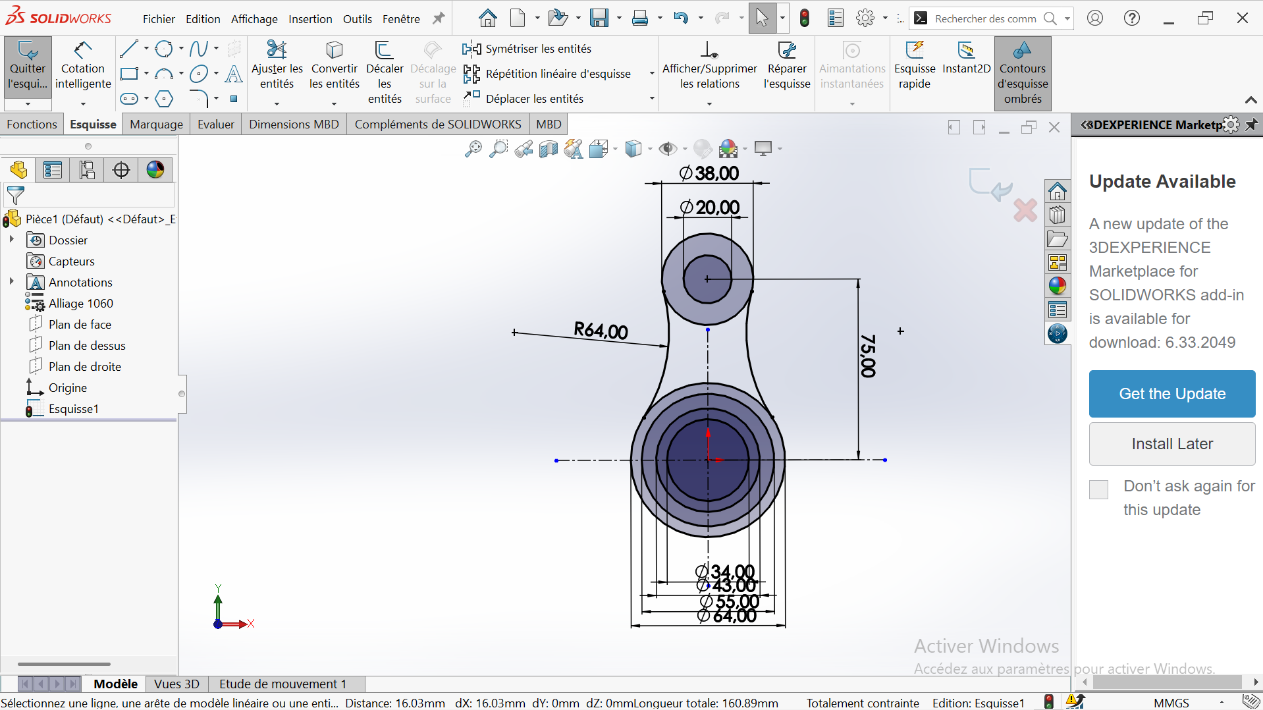 SOLIDWORKS
Fichier Edition Affichage Insertion Outils Fenêtre
Rechercher des comm
Quitter l'esqui...
Cotation intelligente
Ajuster les entités
Convertir les entités
Décaler les entités
Décalage sur la surface
Symétriser les entités
Répétition linéaire d'esquisse
Déplacer les entités
Afficher/Supprimer les relations
Réparer l'esquisse
Aimantations instantanées
Esquisse rapide
Instant2D
Contours d'esquisse ombrés
Fonctions Esquisse Marquage Evaluer Dimensions MBD Compléments de SOLIDWORKS MBD
Pièce1 (Défaut) <<Défaut>_E
Dossier
Capteurs
Annotations
Alliage 1060
Plan de face
Plan de dessus
Plan de droite
Origine
Esquisse1
∅38,00
∅20,00
R64,00
75,00
∅34,00
∅43,00
∅55,00
∅64,00
Y
X
3DEXPERIENCE Marketp
Update Available
A new update of the
3DEXPERIENCE
Marketplace for
SOLIDWORKS add-in
is available for
download: 6.33.2049
Get the Update
Install Later
Don't ask again for
this update
Activer Windows
Accédez aux paramètres pour activer Windows.
Modèle Vues 3D Etude de mouvement 1
Sélectionnez une ligne, une arête de modèle linéaire ou une enti... Distance: 16.03mm dX: 16.03mm dY: 0mm dZ: 0mmLongueur totale: 160.89mm Totalement contrainte Edition: Esquisse1 MMGS